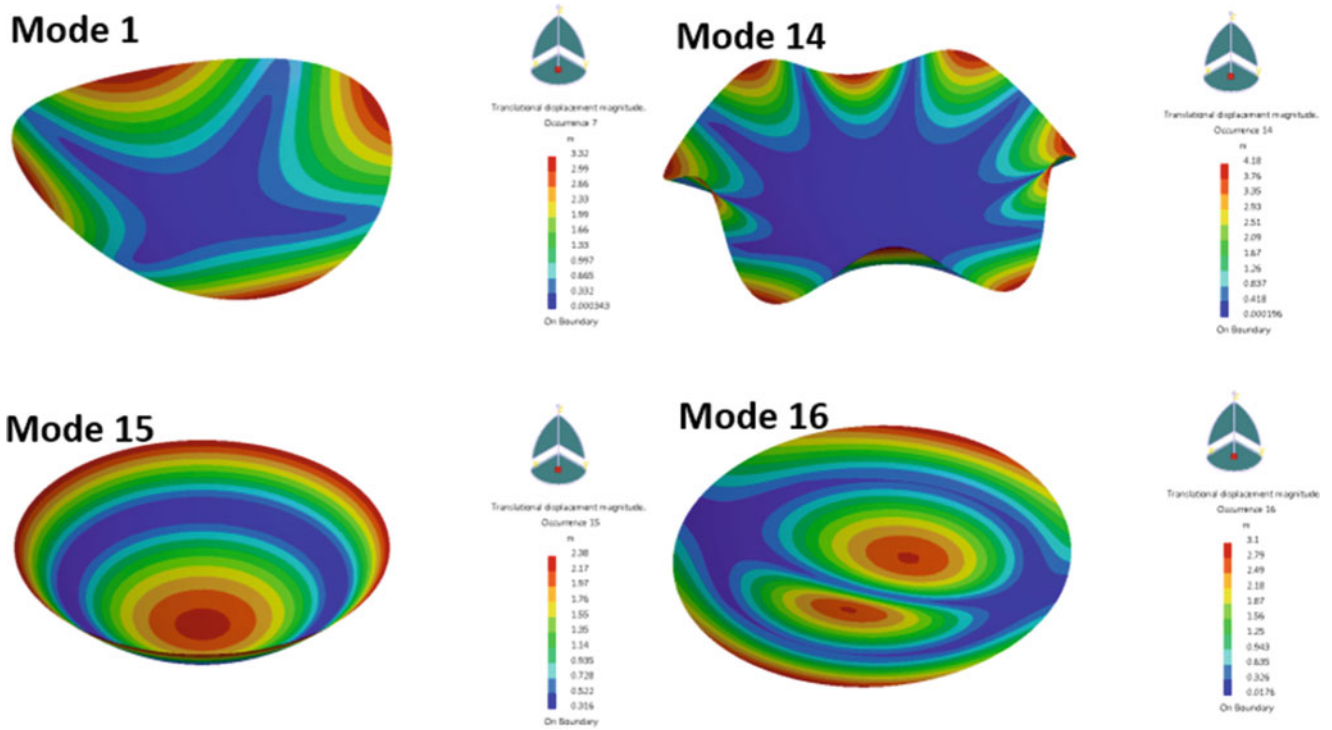 Mode 1
Translational displacement magnitude.
Occurrence 7
m
3.32
2.99
2.66
2.33
1.99
1.66
1.33
0.997
0.665
0.332
0.000343
On Boundary
Mode 14
Translational displacement magnitude.
Occurrence 14
m
4.18
3.76
3.35
2.93
2.51
2.09
1.67
1.26
0.837
0.418
0.000196
On Boundary
Mode 15
Translational displacement magnitude.
Occurrence 15
m
2.38
2.17
1.97
1.76
1.55
1.35
1.14
0.935
0.728
0.522
0.316
On Boundary
Mode 16
Translational displacement magnitude.
Occurrence 16
m
3.1
2.79
2.49
2.18
1.87
1.56
1.25
0.943
0.635
0.326
0.0176
On Boundary